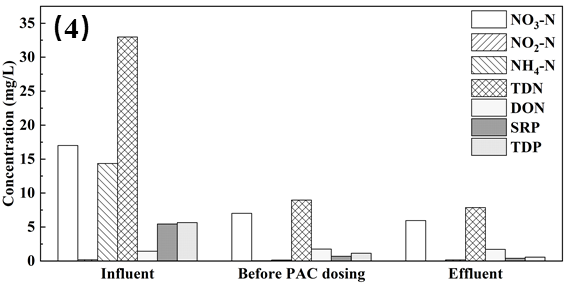 (4)
35
30
25
20
15
10
5
0
Concentration (mg/L)
NO₃-N
NO₂-N
NH₄-N
TDN
DON
SRP
TDP
Influent Before PAC dosing Effluent